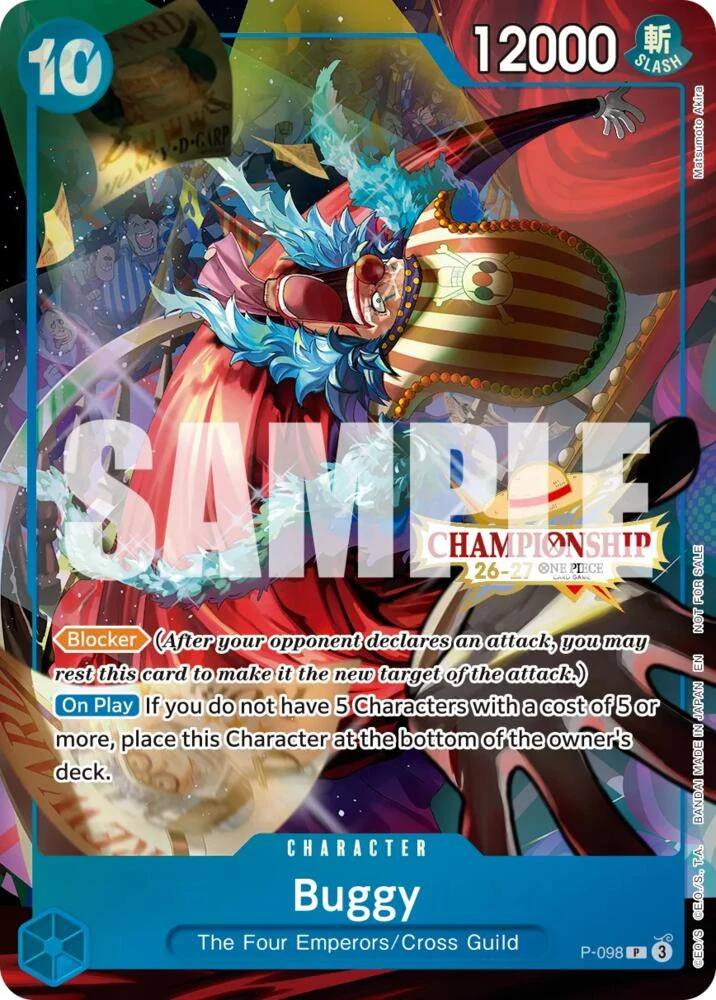 10
12000
斬
SLASH
Matsumoto Akira
MONKEY·D·GARP
SAMPLE
CHAMPIONSHIP
26-27 ONE PIECE
CARD GAME
Blocker (After your opponent declares an attack, you may
rest this card to make it the new target of the attack.)
On Play If you do not have 5 Characters with a cost of 5 or
more, place this Character at the bottom of the owner's
deck.
CHARACTER
Buggy
The Four Emperors/Cross Guild
P-098 P 3
©EO/S ©E.O./S., T.A. BANDAI MADE IN JAPAN EN NOT FOR SALE